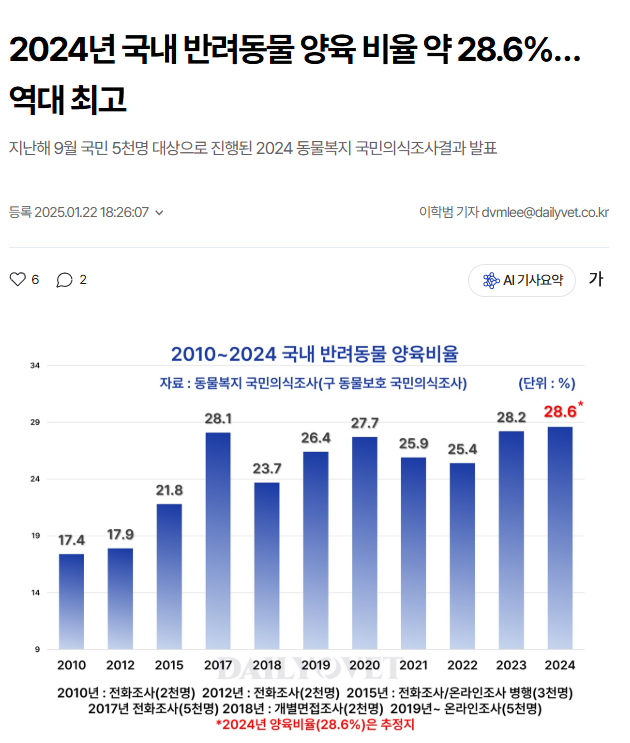 2024년 국내 반려동물 양육 비율 약 28.6%…
역대 최고
지난해 9월 국민 5천명 대상으로 진행된 2024 동물복지 국민의식조사결과 발표
등록 2025.01.22 18:26:07
이학범 기자 dvmlee@dailyvet.co.kr
6 2
AI 기사요약 가
2010~2024 국내 반려동물 양육비율
자료 : 동물복지 국민의식조사(구 동물보호 국민의식조사) (단위 : %)
34
29
24
19
14
9
17.4
17.9
21.8
28.1
23.7
26.4
27.7
25.9
25.4
28.2
28.6*
2010 2012 2015 2017 2018 2019 2020 2021 2022 2023 2024
DAILYVET
2010년 : 전화조사(2천명) 2012년 : 전화조사(2천명) 2015년 : 전화조사/온라인조사 병행(3천명)
2017년 전화조사(5천명) 2018년 : 개별면접조사(2천명) 2019년~ 온라인조사(5천명)
*2024년 양육비율(28.6%)은 추정지